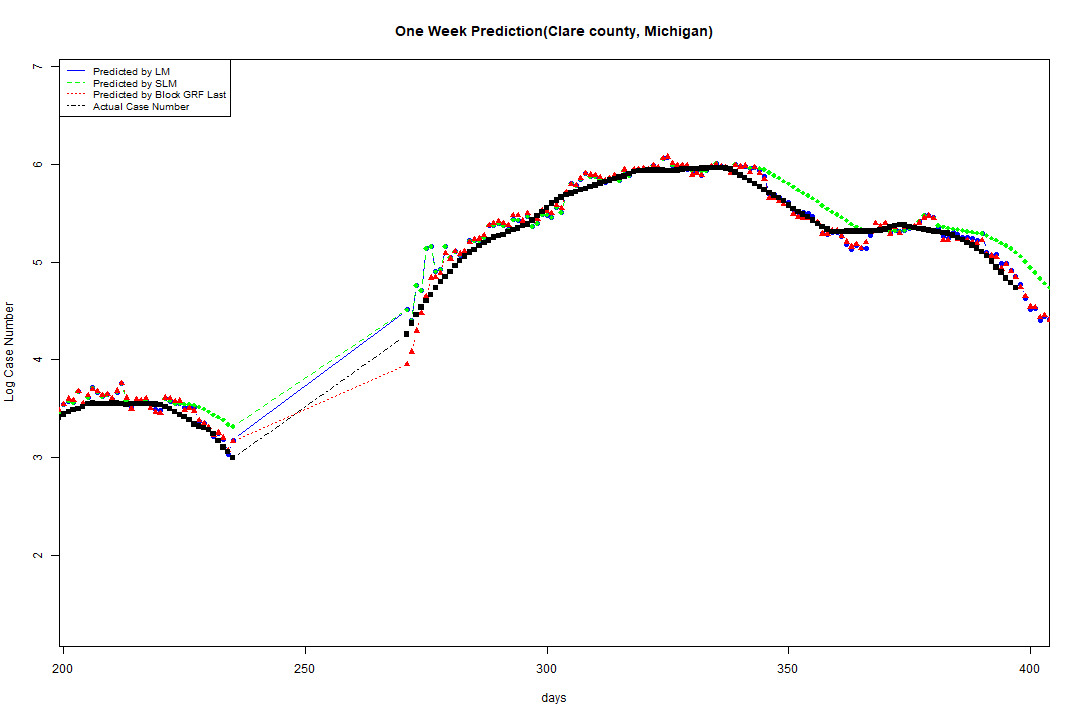 One Week Prediction(Clare county, Michigan)
Predicted by LM
Predicted by SLM
Predicted by Block GRF Last
Actual Case Number
7
6
5
4
3
2
Log Case Number
200 250 300 350 400
days